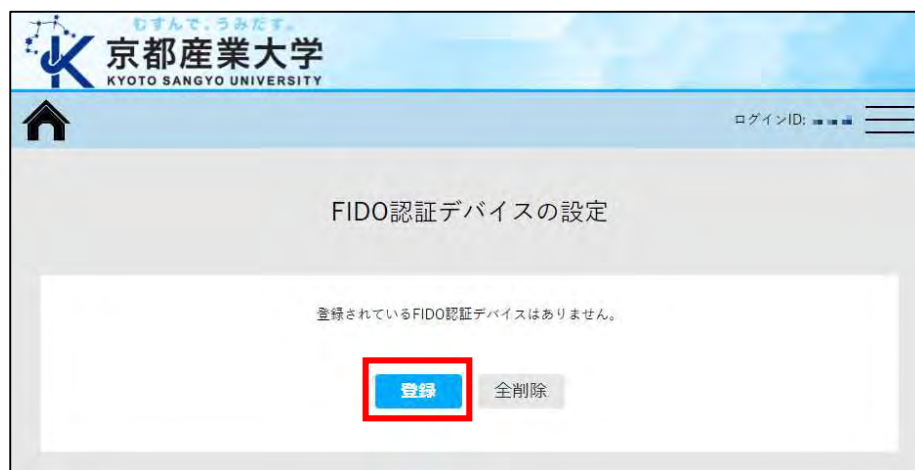 むすんで、うみだす。
京都産業大学
KYOTO SANGYO UNIVERSITY
ログインID:
FIDO認証デバイスの設定
登録されているFIDO認証デバイスはありません。
登録 全削除